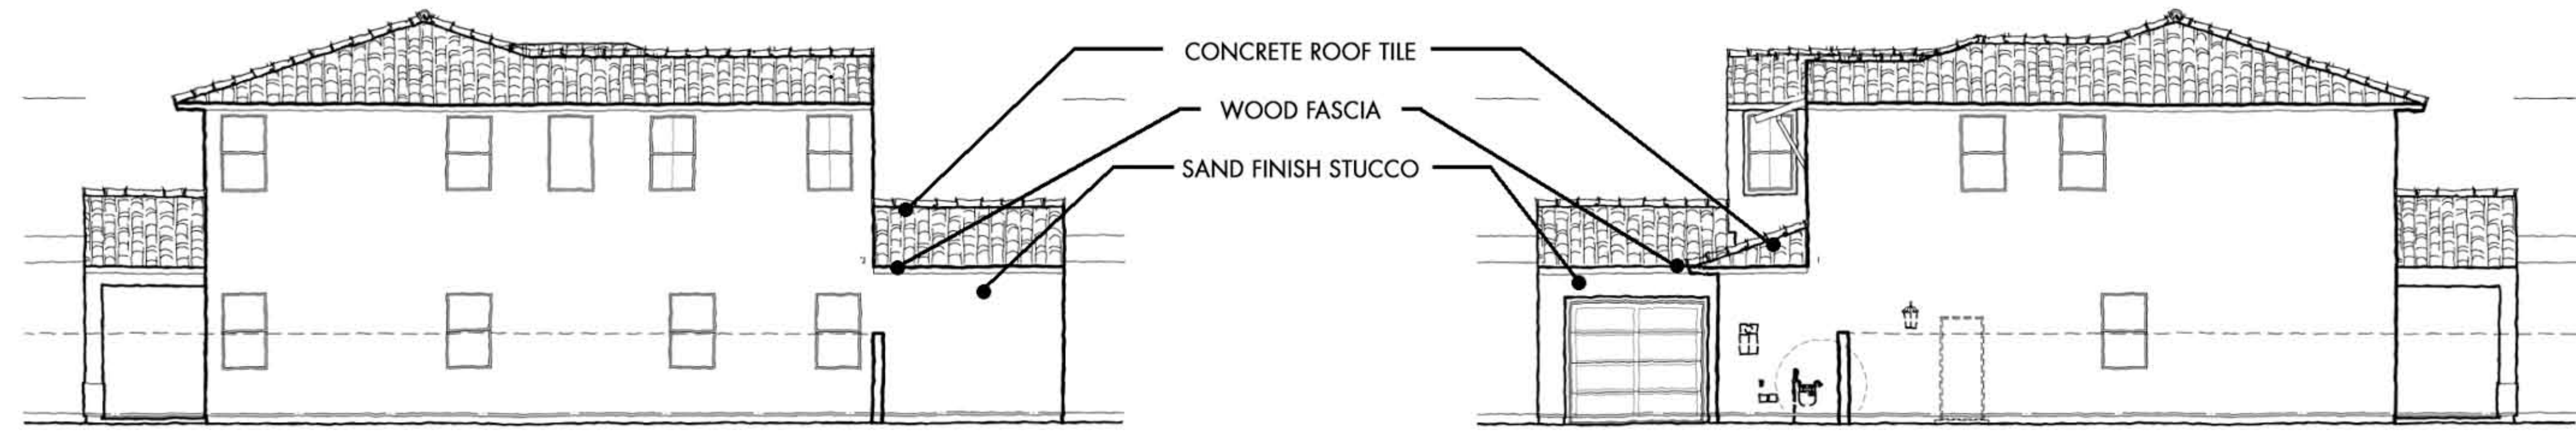 CONCRETE ROOF TILE
WOOD FASCIA
SAND FINISH STUCCO